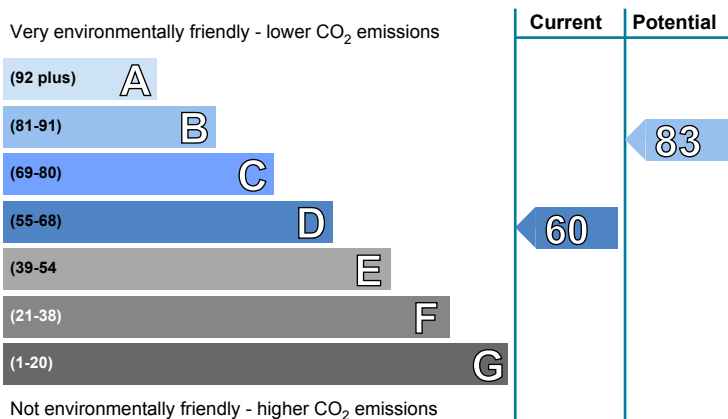 Current Potential
Very environmentally friendly - lower CO2 emissions
(92 plus) A
(81-91) B
83
(69-80) C
(55-68) D
60
(39-54 E
(21-38) F
(1-20) G
Not environmentally friendly - higher CO2 emissions